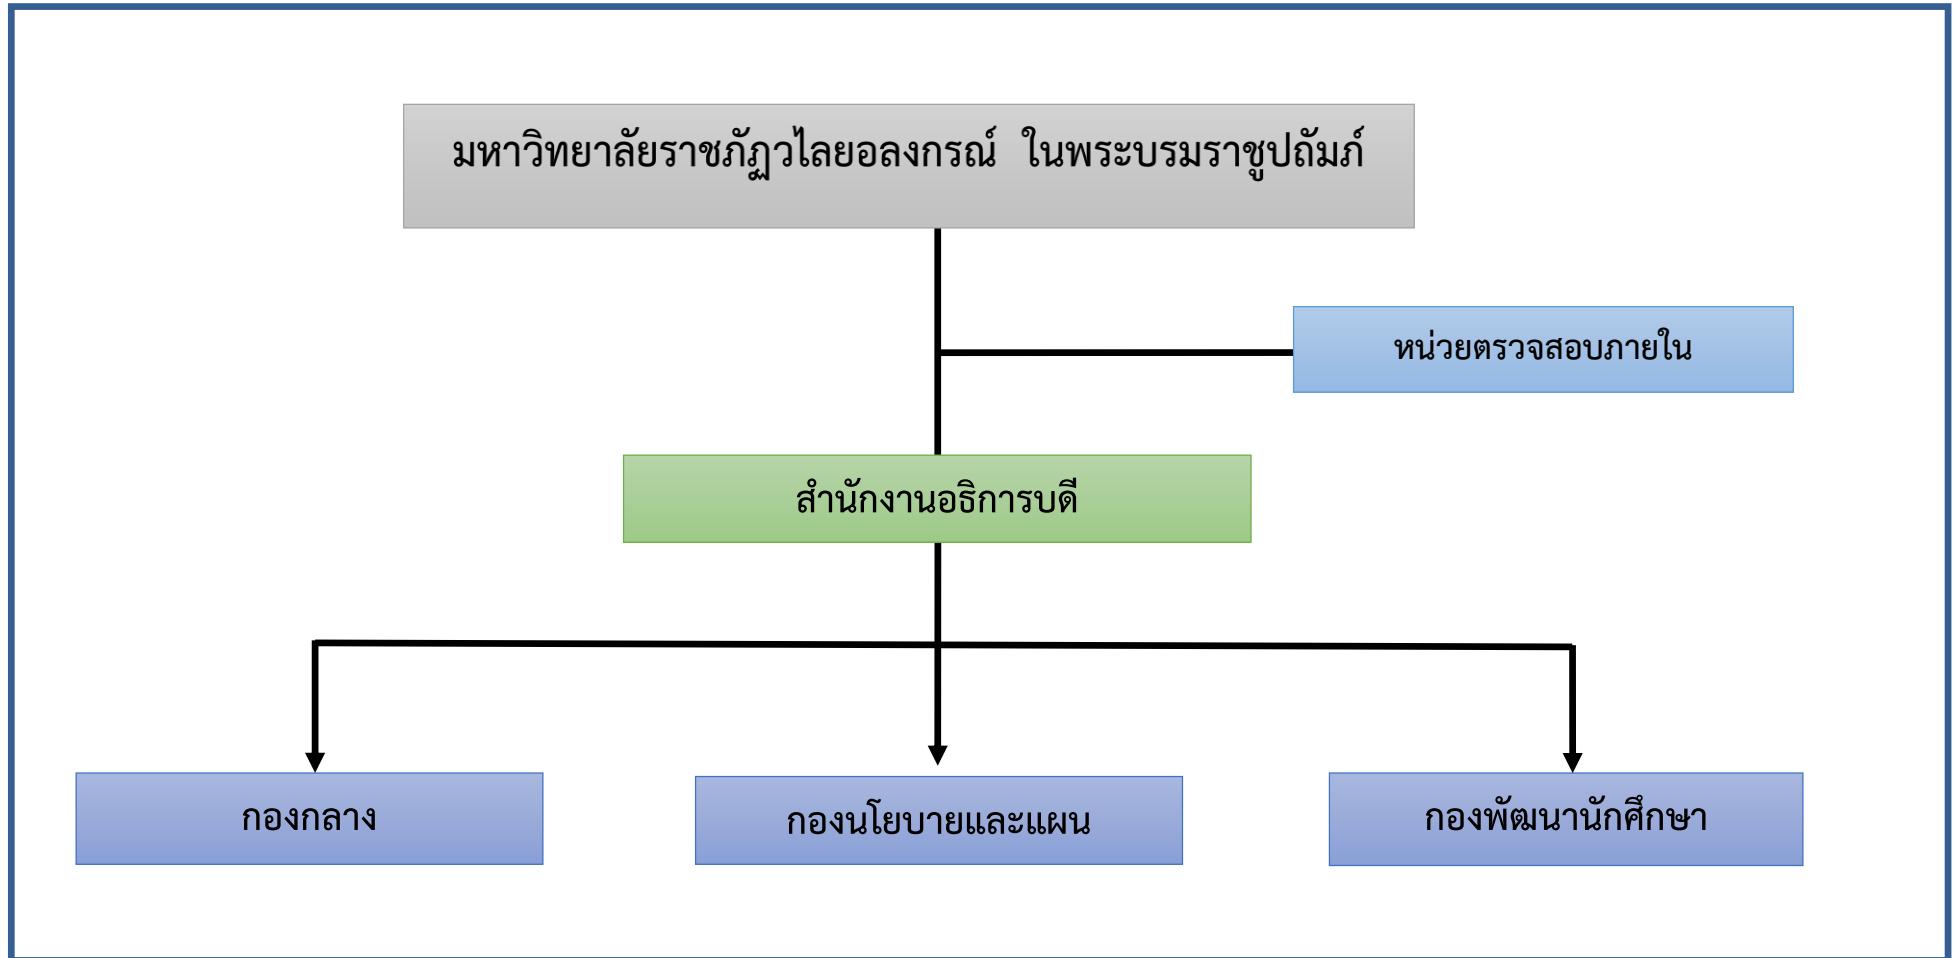 มหาวิทยาลัยราชภัฏวไลยอลงกรณ์ ในพระบรมราชูปถัมภ์
หน่วยตรวจสอบภายใน
สำนักงานอธิการบดี
กองกลาง
กองนโยบายและแผน
กองพัฒนานักศึกษา